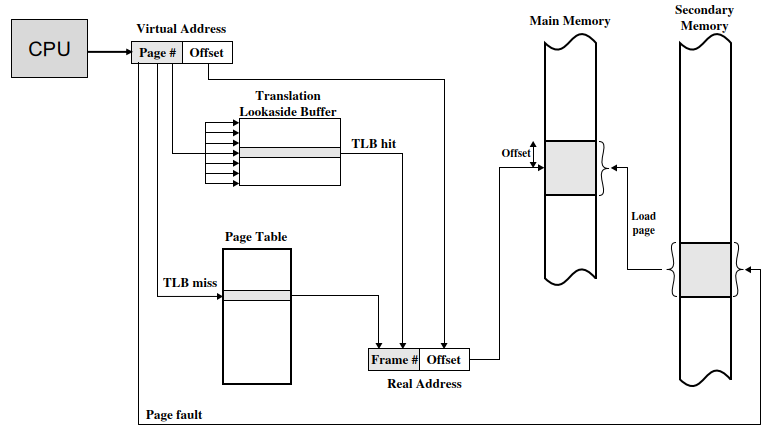 Secondary
Memory
Main Memory
Virtual Address
CPU
Page #
Offset
Translation
Lookaside Buffer
TLB hit
Offset
Load
page
Page Table
TLB miss
Frame #
Offset
Real Address
Page fault